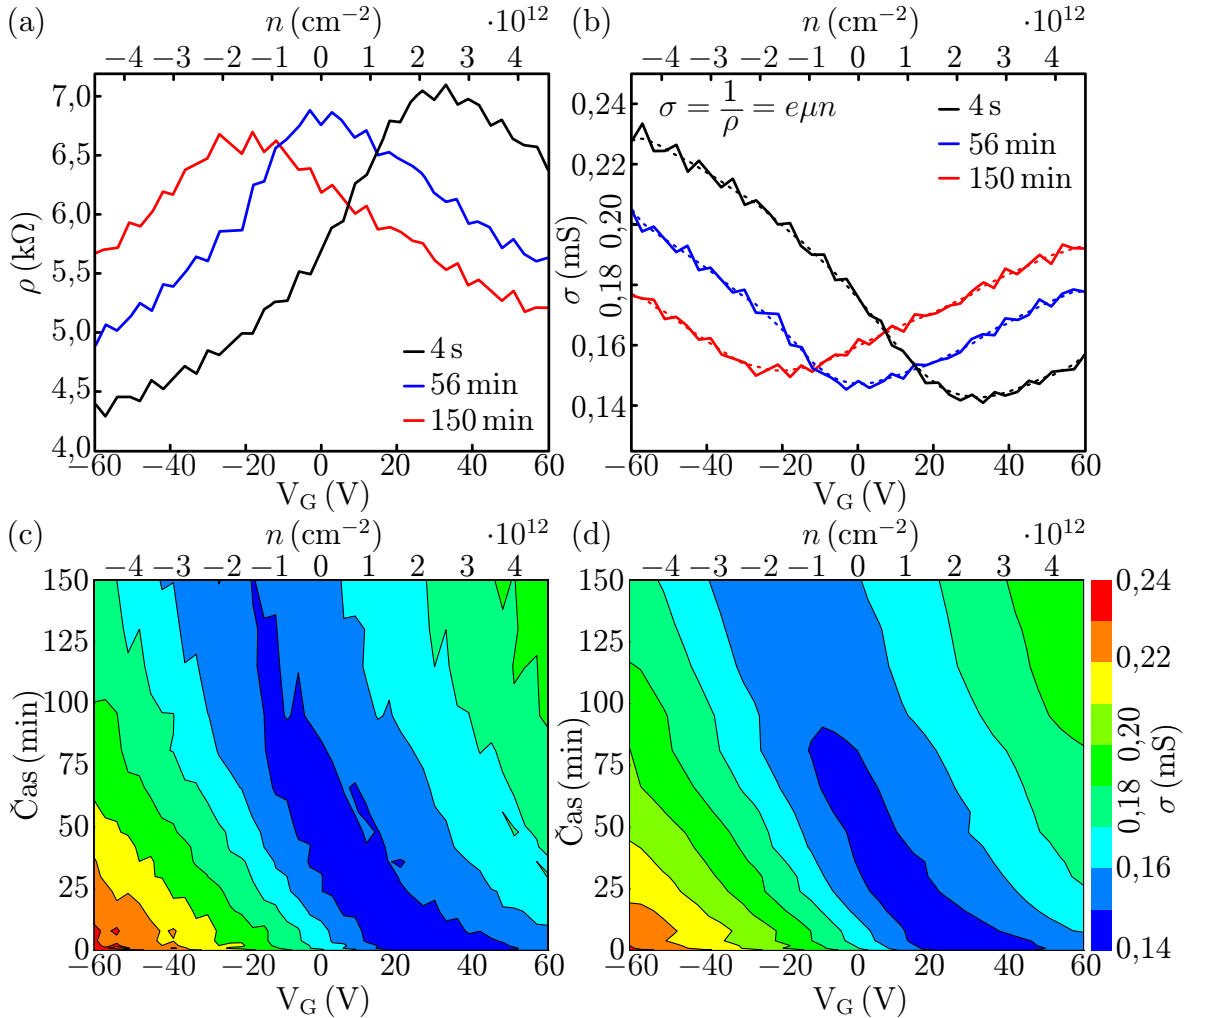 (a)
n (cm⁻²)
·10¹²
−4 −3 −2 −1 0 1 2 3 4
7,0
6,5
6,0
5,5
5,0
4,5
4,0
ρ (kΩ)
4 s
56 min
150 min
−60 −40 −20 0 20 40 60
V_G (V)
(b)
n (cm⁻²)
·10¹²
−4 −3 −2 −1 0 1 2 3 4
0,24
0,22
0,20
0,18
0,16
0,14
σ (mS)
σ = 1/ρ = eμn
4 s
56 min
150 min
−60 −40 −20 0 20 40 60
V_G (V)
(c)
n (cm⁻²)
·10¹²
−4 −3 −2 −1 0 1 2 3 4
150
125
100
75
50
25
0
Čas (min)
−60 −40 −20 0 20 40 60
V_G (V)
(d)
n (cm⁻²)
·10¹²
−4 −3 −2 −1 0 1 2 3 4
150
125
100
75
50
25
0
Čas (min)
−60 −40 −20 0 20 40 60
V_G (V)
0,24
0,22
0,20
0,18
0,16
0,14
σ (mS)